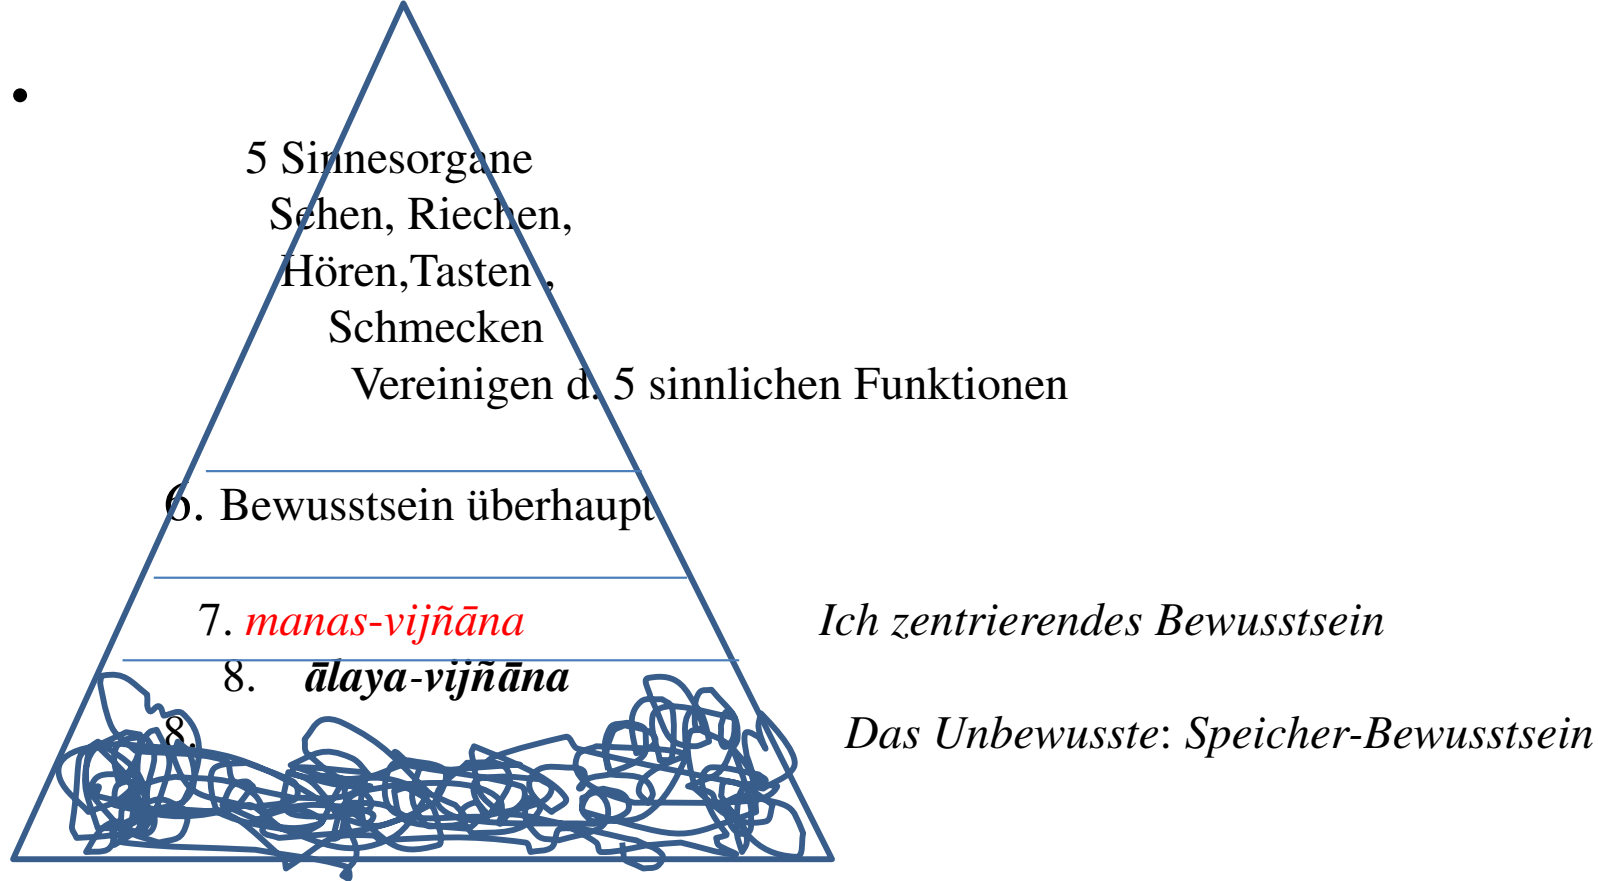 •
5 Sinnesorgane
Sehen, Riechen,
Hören,Tasten ,
Schmecken
Vereinigen d. 5 sinnlichen Funktionen
6. Bewusstsein überhaupt
7. manas-vijñāna Ich zentrierendes Bewusstsein
8. ālaya-vijñāna
8. Das Unbewusste: Speicher-Bewusstsein